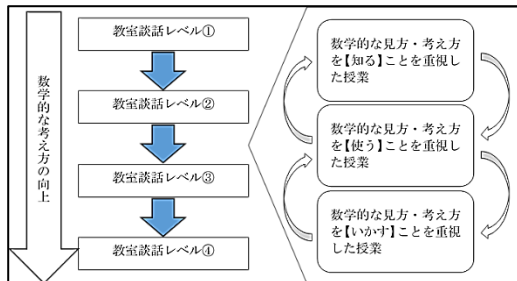 数学的な考え方の向上
教室談話レベル①
教室談話レベル②
教室談話レベル③
教室談話レベル④
数学的な見方・考え方
を【知る】ことを重視し
た授業
数学的な見方・考え方
を【使う】ことを重視し
た授業
数学的な見方・考え方
を【いかす】ことを重視
した授業